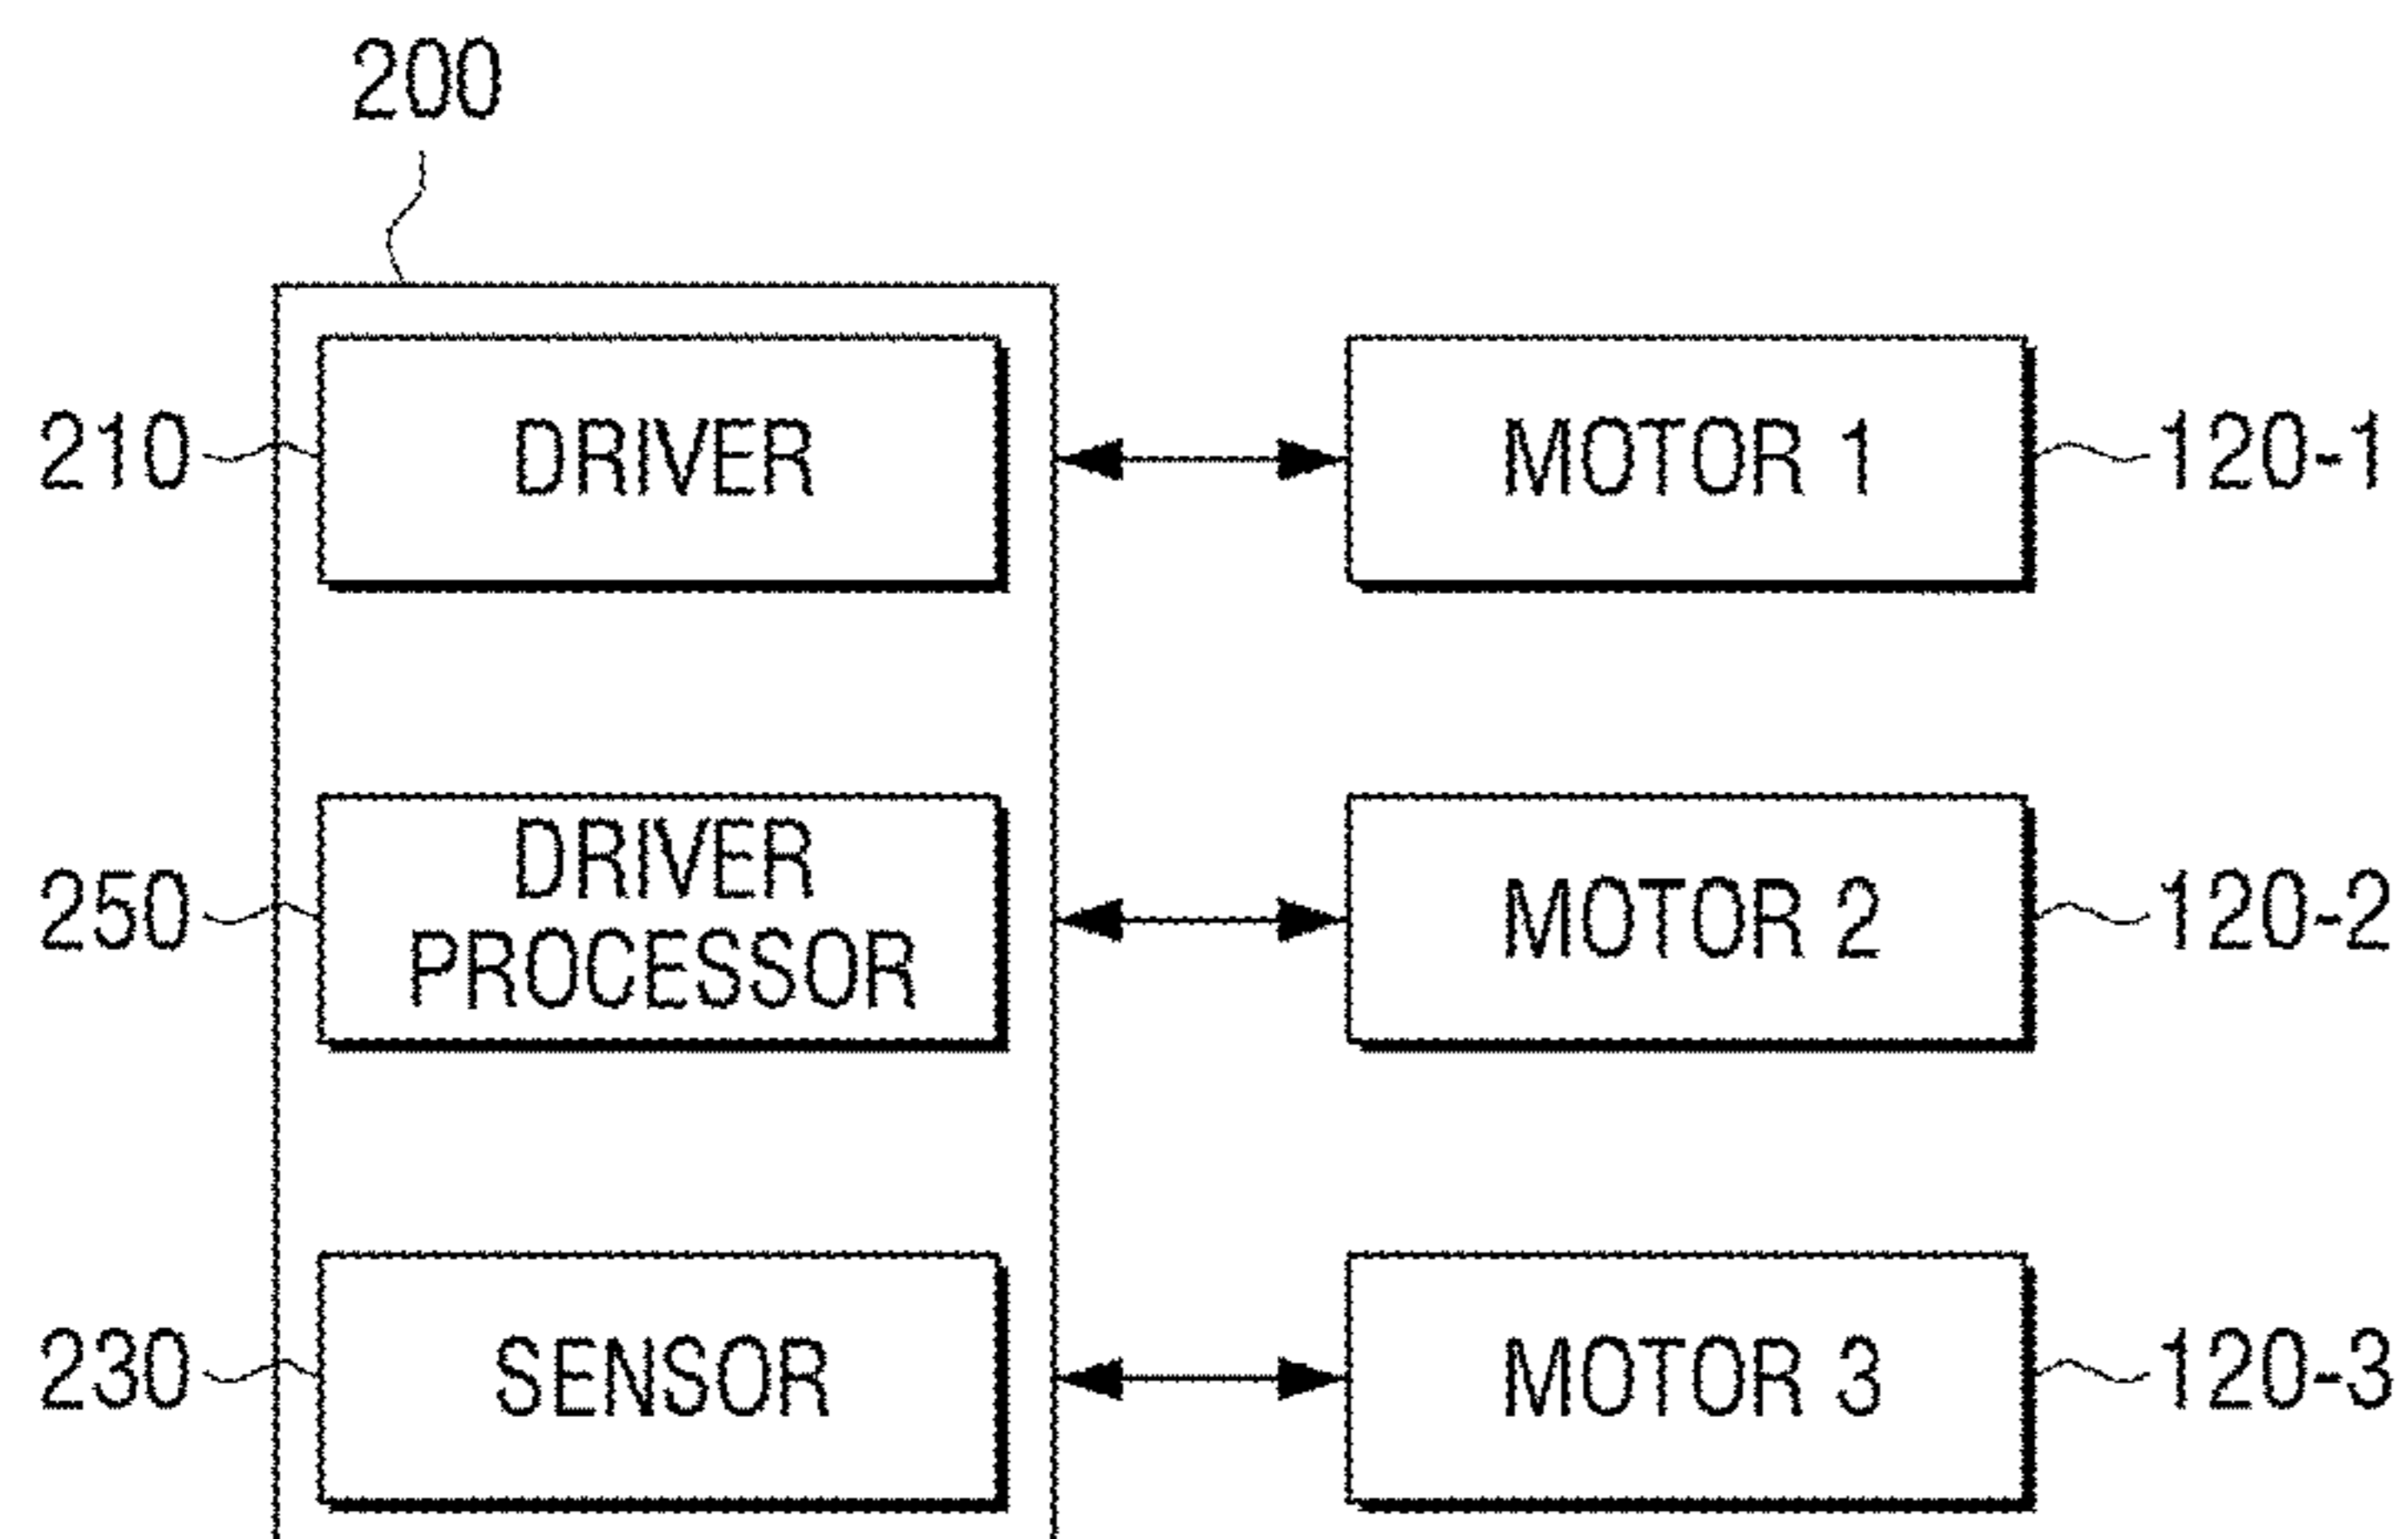 200
210
DRIVER
MOTOR 1
120-1
250
DRIVER
PROCESSOR
MOTOR 2
120-2
230
SENSOR
MOTOR 3
120-3